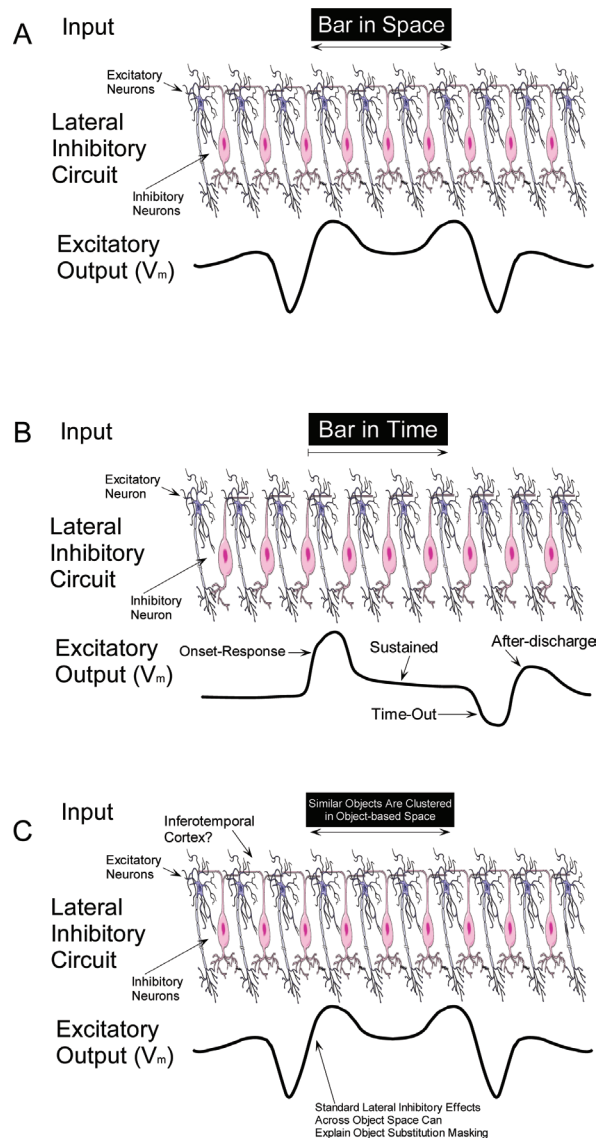 A
Input
Bar in Space
Excitatory
Neurons
Lateral
Inhibitory
Circuit
Inhibitory
Neurons
Excitatory
Output (Vm)
B
Input
Bar in Time
Excitatory
Neuron
Lateral
Inhibitory
Circuit
Inhibitory
Neuron
Excitatory
Output (Vm)
Onset-Response
Sustained
Time-Out
After-discharge
C
Input
Similar Objects Are Clustered
in Object-based Space
Inferotemporal
Cortex?
Excitatory
Neurons
Lateral
Inhibitory
Circuit
Inhibitory
Neurons
Excitatory
Output (Vm)
Standard Lateral Inhibitory Effects
Across Object Space Can
Explain Object Substitution Masking